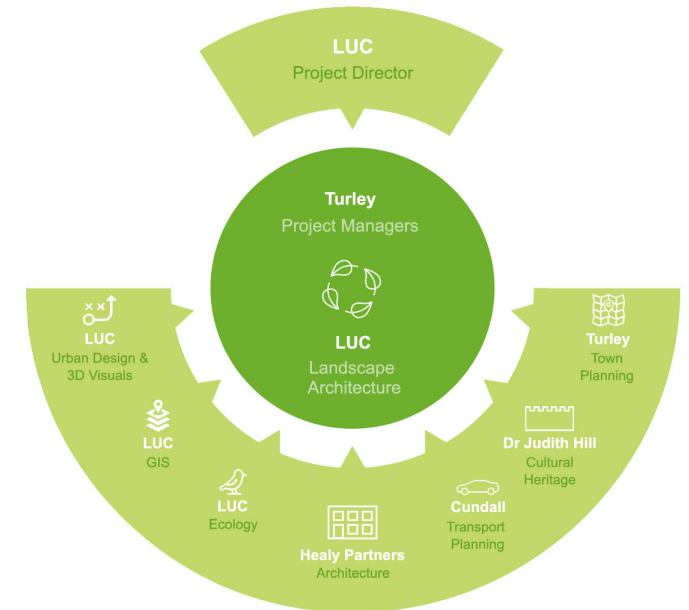 LUC
Project Director
Turley
Project Managers
LUC
Landscape
Architecture
LUC
Urban Design &
3D Visuals
LUC
GIS
LUC
Ecology
Healy Partners
Architecture
Cundall
Transport
Planning
Dr Judith Hill
Cultural
Heritage
Turley
Town
Planning